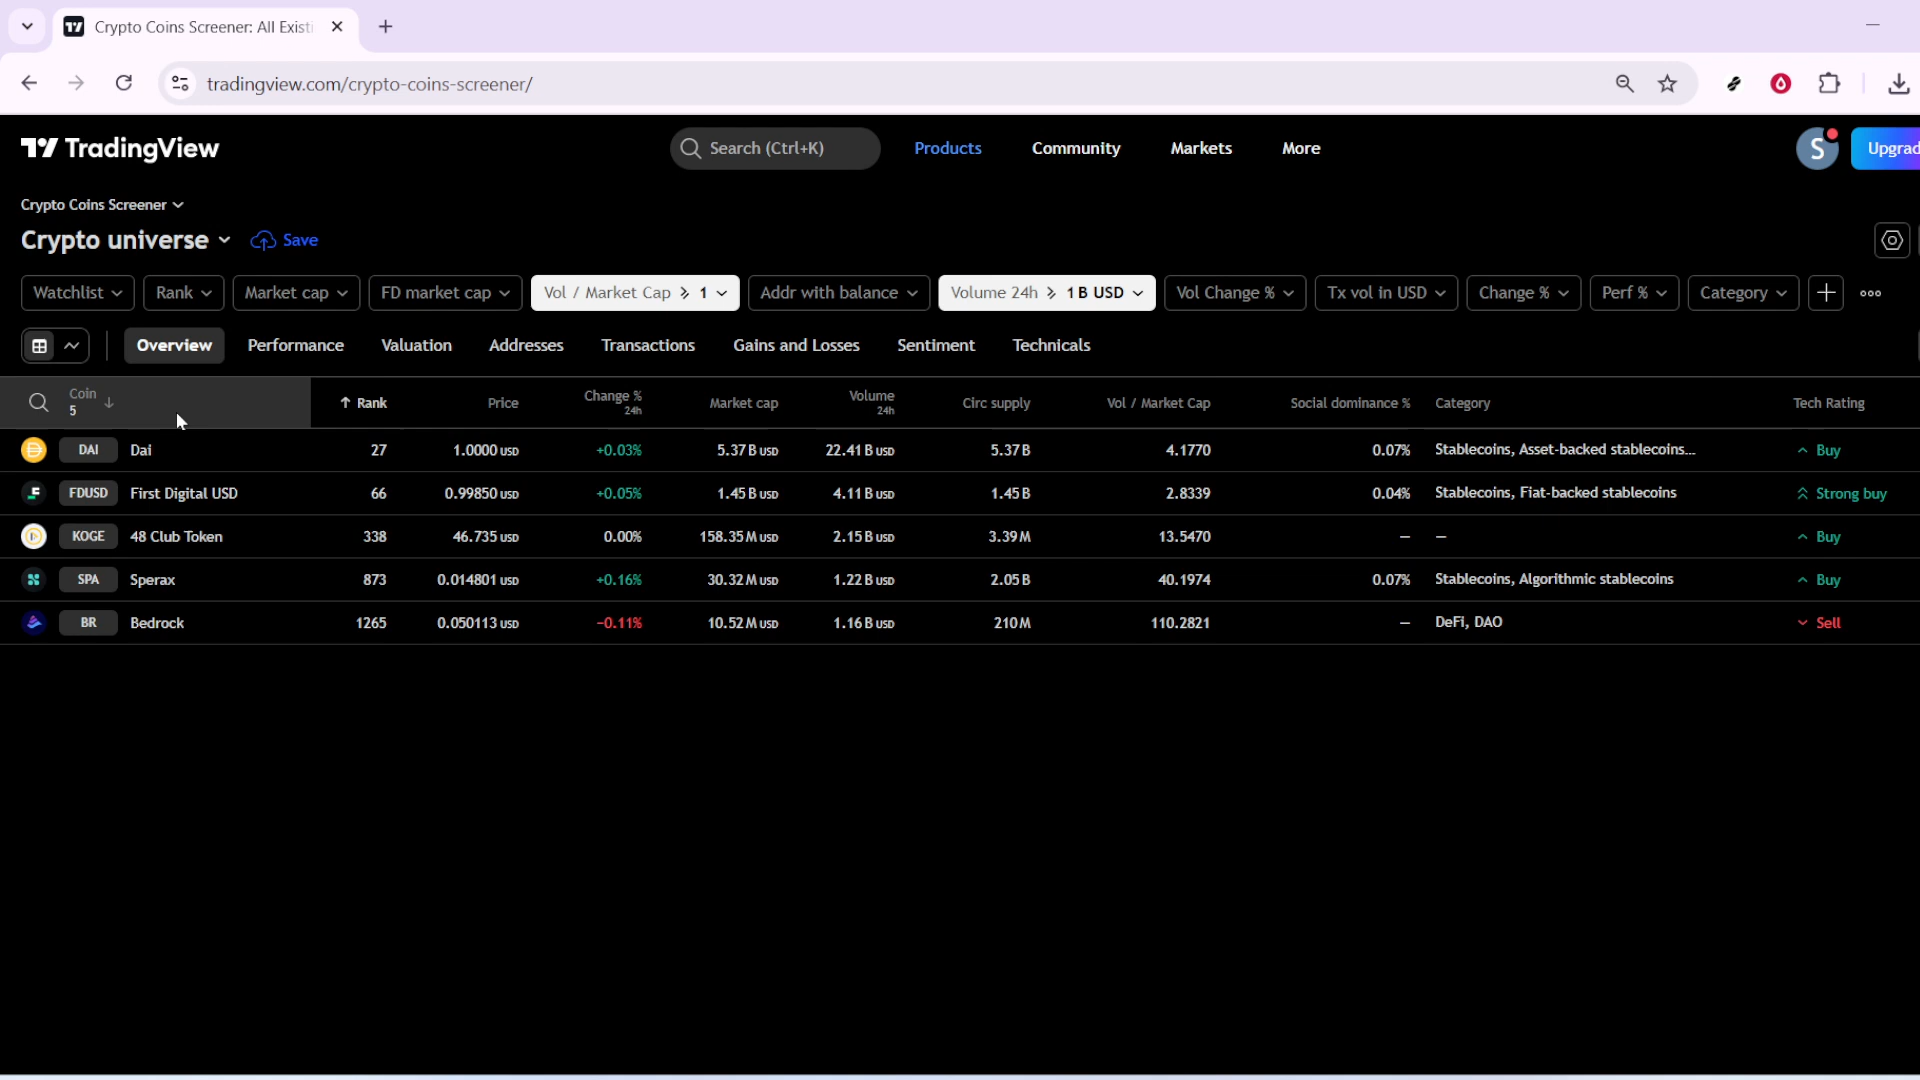 Crypto Coins Screener: All Existi
tradingview.com/crypto-coins-screener/
TradingView
Search (Ctrl+K)
Products
Community
Markets
More
S
Upgrad
Crypto Coins Screener
Crypto universe
Save
Watchlist
Rank
Market cap
FD market cap
Vol / Market Cap ⩾ 1
Addr with balance
Volume 24h ⩾ 1 B USD
Vol Change %
Tx vol in USD
Change %
Perf %
Category
Overview
Performance
Valuation
Addresses
Transactions
Gains and Losses
Sentiment
Technicals
Coin
5
↑ Rank
Price
Change %
24h
Market cap
Volume
24h
Circ supply
Vol / Market Cap
Social dominance %
Category
Tech Rating
DAI Dai 27 1.0000 USD +0.03% 5.37 B USD 22.41 B USD 5.37 B 4.1770 0.07% Stablecoins, Asset-backed stablecoins... Buy
FDUSD First Digital USD 66 0.99850 USD +0.05% 1.45 B USD 4.11 B USD 1.45 B 2.8339 0.04% Stablecoins, Fiat-backed stablecoins Strong buy
KOGE 48 Club Token 338 46.735 USD 0.00% 158.35 M USD 2.15 B USD 3.39 M 13.5470 — — Buy
SPA Sperax 873 0.014801 USD +0.16% 30.32 M USD 1.22 B USD 2.05 B 40.1974 0.07% Stablecoins, Algorithmic stablecoins Buy
BR Bedrock 1265 0.050113 USD −0.11% 10.52 M USD 1.16 B USD 210 M 110.2821 — DeFi, DAO Sell